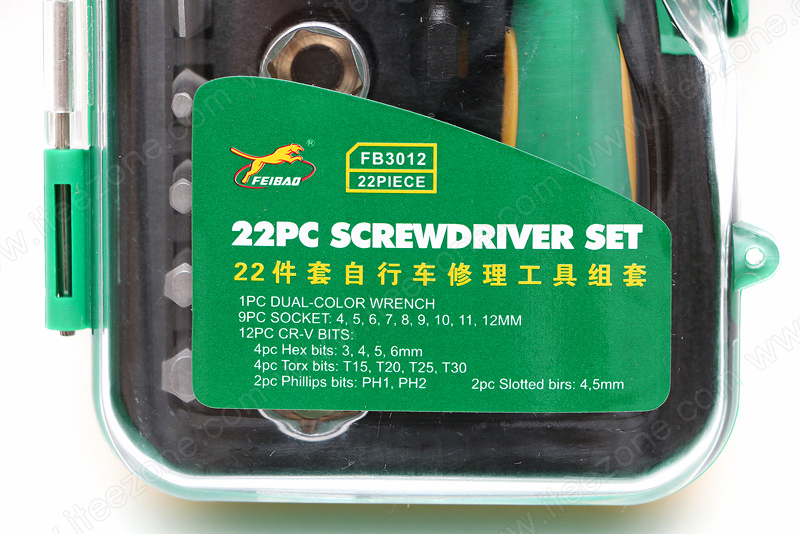 FEIBAO
®
FB3012
22PIECE
22PC SCREWDRIVER SET
22件套自行车修理工具组套
1PC DUAL-COLOR WRENCH
9PC SOCKET: 4, 5, 6, 7, 8, 9, 10, 11, 12MM
12PC CR-V BITS:
4pc Hex bits: 3, 4, 5, 6mm
4pc Torx bits: T15, T20, T25, T30
2pc Phillips bits: PH1, PH2 2pc Slotted birs: 4,5mm
www.iteezone.com